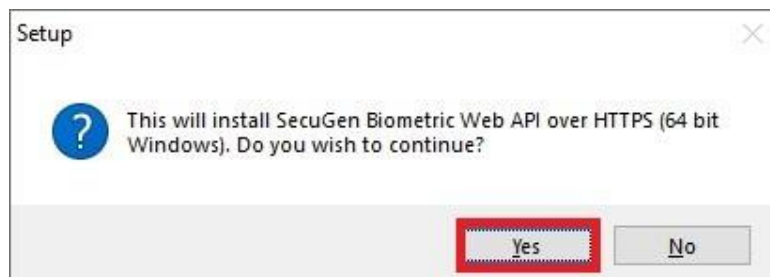 Setup
This will install SecuGen Biometric Web API over HTTPS (64 bit
Windows). Do you wish to continue?
Yes
No